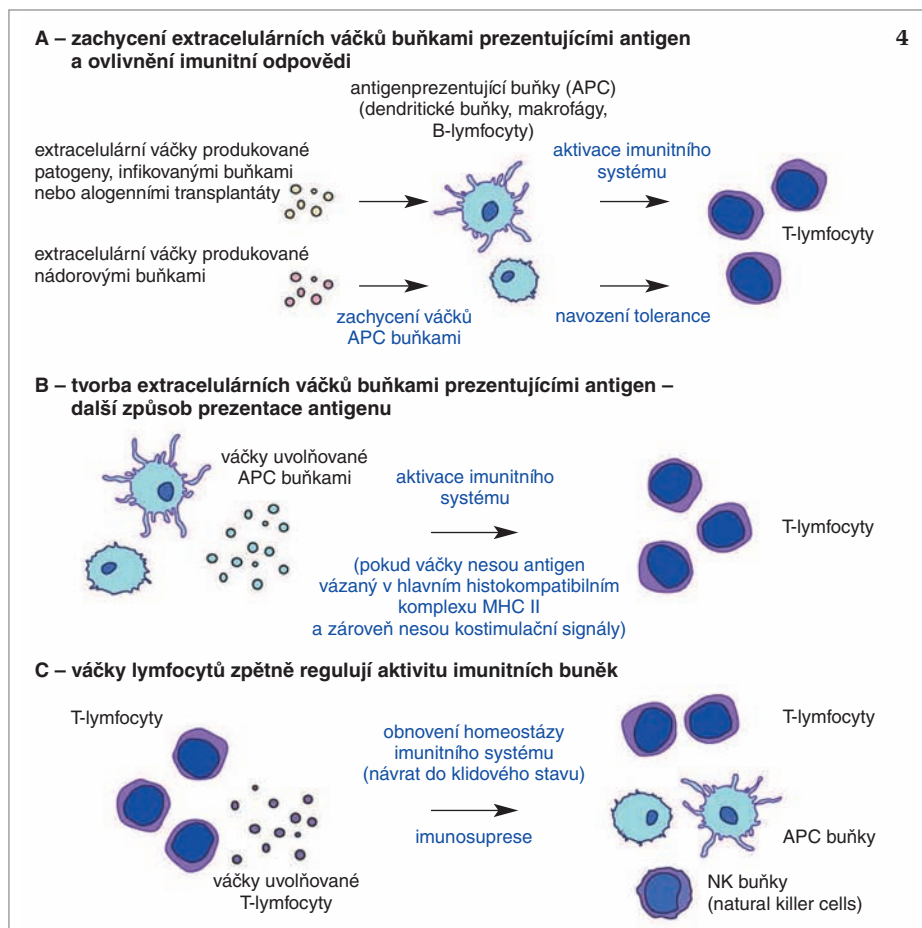 A – zachycení extracelulárních váčků buňkami prezentujícími antigen
a ovlivnění imunitní odpovědi
4
antigenprezentující buňky (APC)
(dendritické buňky, makrofágy,
B-lymfocyty)
extracelulární váčky produkované
patogeny, infikovanými buňkami
nebo alogenními transplantáty
aktivace imunitního
systému
T-lymfocyty
extracelulární váčky produkované
nádorovými buňkami
zachycení váčků
APC buňkami
navození tolerance
B – tvorba extracelulárních váčků buňkami prezentujícími antigen –
další způsob prezentace antigenu
váčky uvolňované
APC buňkami
aktivace imunitního
systému
T-lymfocyty
(pokud váčky nesou antigen
vázaný v hlavním histokompatibilním
komplexu MHC II
a zároveň nesou kostimulační signály)
C – váčky lymfocytů zpětně regulují aktivitu imunitních buněk
T-lymfocyty
obnovení homeostázy
imunitního systému
(návrat do klidového stavu)
T-lymfocyty
imunosuprese
APC buňky
váčky uvolňované
T-lymfocyty
NK buňky
(natural killer cells)